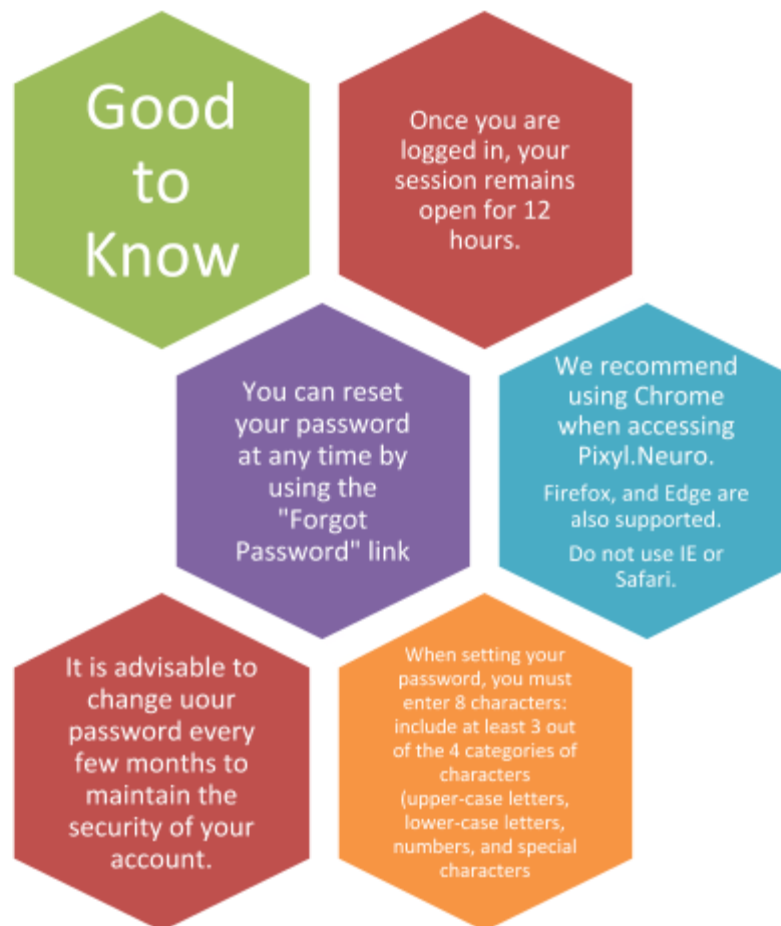 Good
to
Know
Once you are
logged in, your
session remains
open for 12
hours.
You can reset
your password
at any time by
using the
"Forgot
Password" link
We recommend
using Chrome
when accessing
Pixyl.Neuro.
Firefox, and Edge are
also supported.
Do not use IE or
Safari.
It is advisable to
change uour
password every
few months to
maintain the
security of your
account.
When setting your
password, you must
enter 8 characters:
include at least 3 out
of the 4 categories of
characters
(upper-case letters,
lower-case letters,
numbers, and special
characters